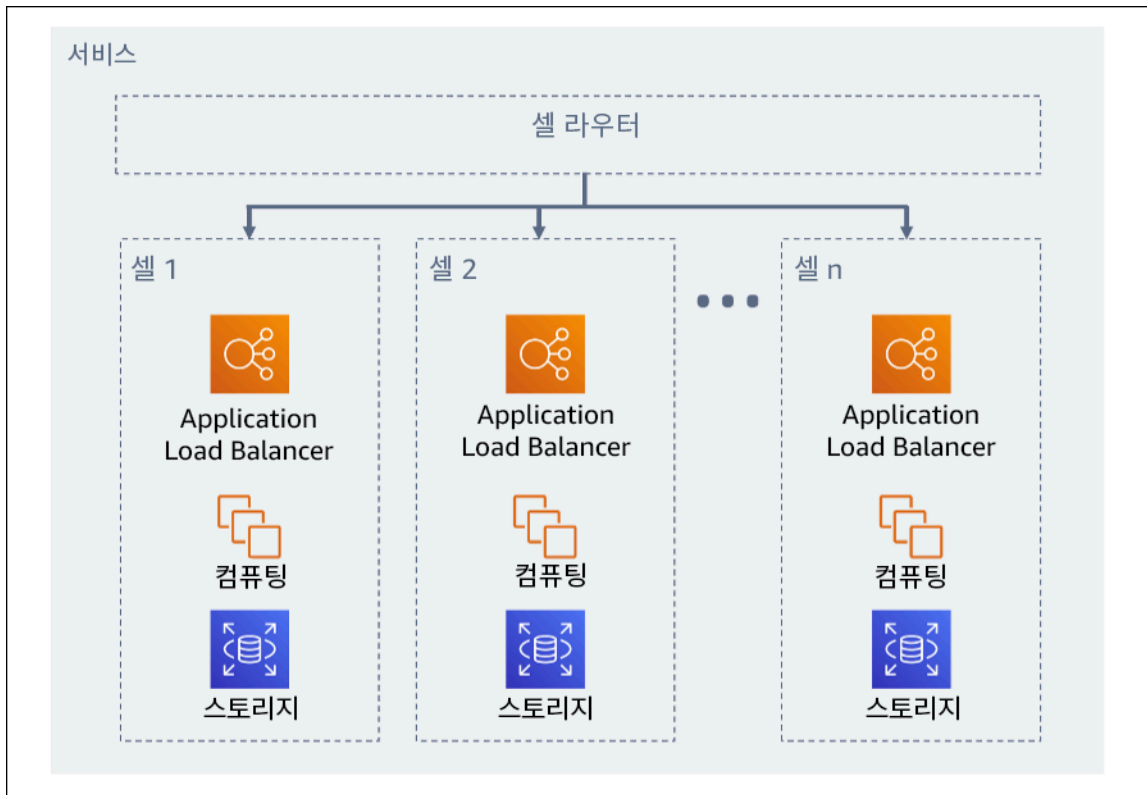 서비스
셀 라우터
셀 1
셀 2
셀 n
Application
Load Balancer
Application
Load Balancer
Application
Load Balancer
컴퓨팅
컴퓨팅
컴퓨팅
스토리지
스토리지
스토리지